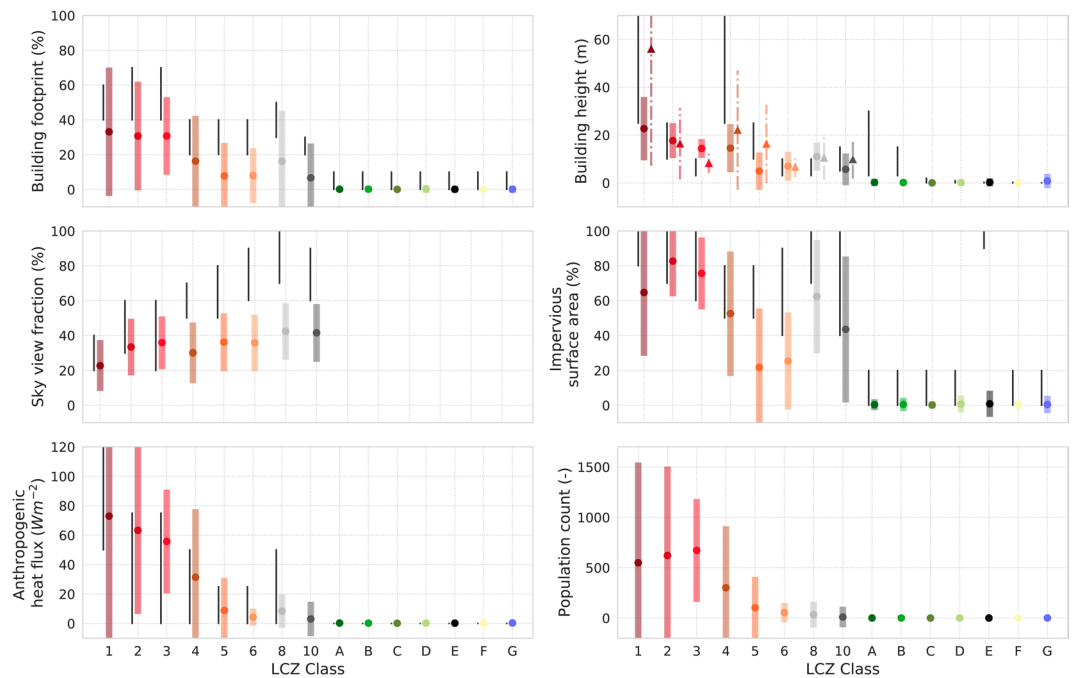 Building footprint (%)
100
80
60
40
20
0
Building height (m)
60
40
20
0
Sky view fraction (%)
100
80
60
40
20
0
Impervious
surface area (%)
100
80
60
40
20
0
Anthropogenic
heat flux (Wm⁻²)
120
100
80
60
40
20
0
1 2 3 4 5 6 8 10 A B C D E F G
LCZ Class
Population count (-)
1500
1000
500
0
1 2 3 4 5 6 8 10 A B C D E F G
LCZ Class